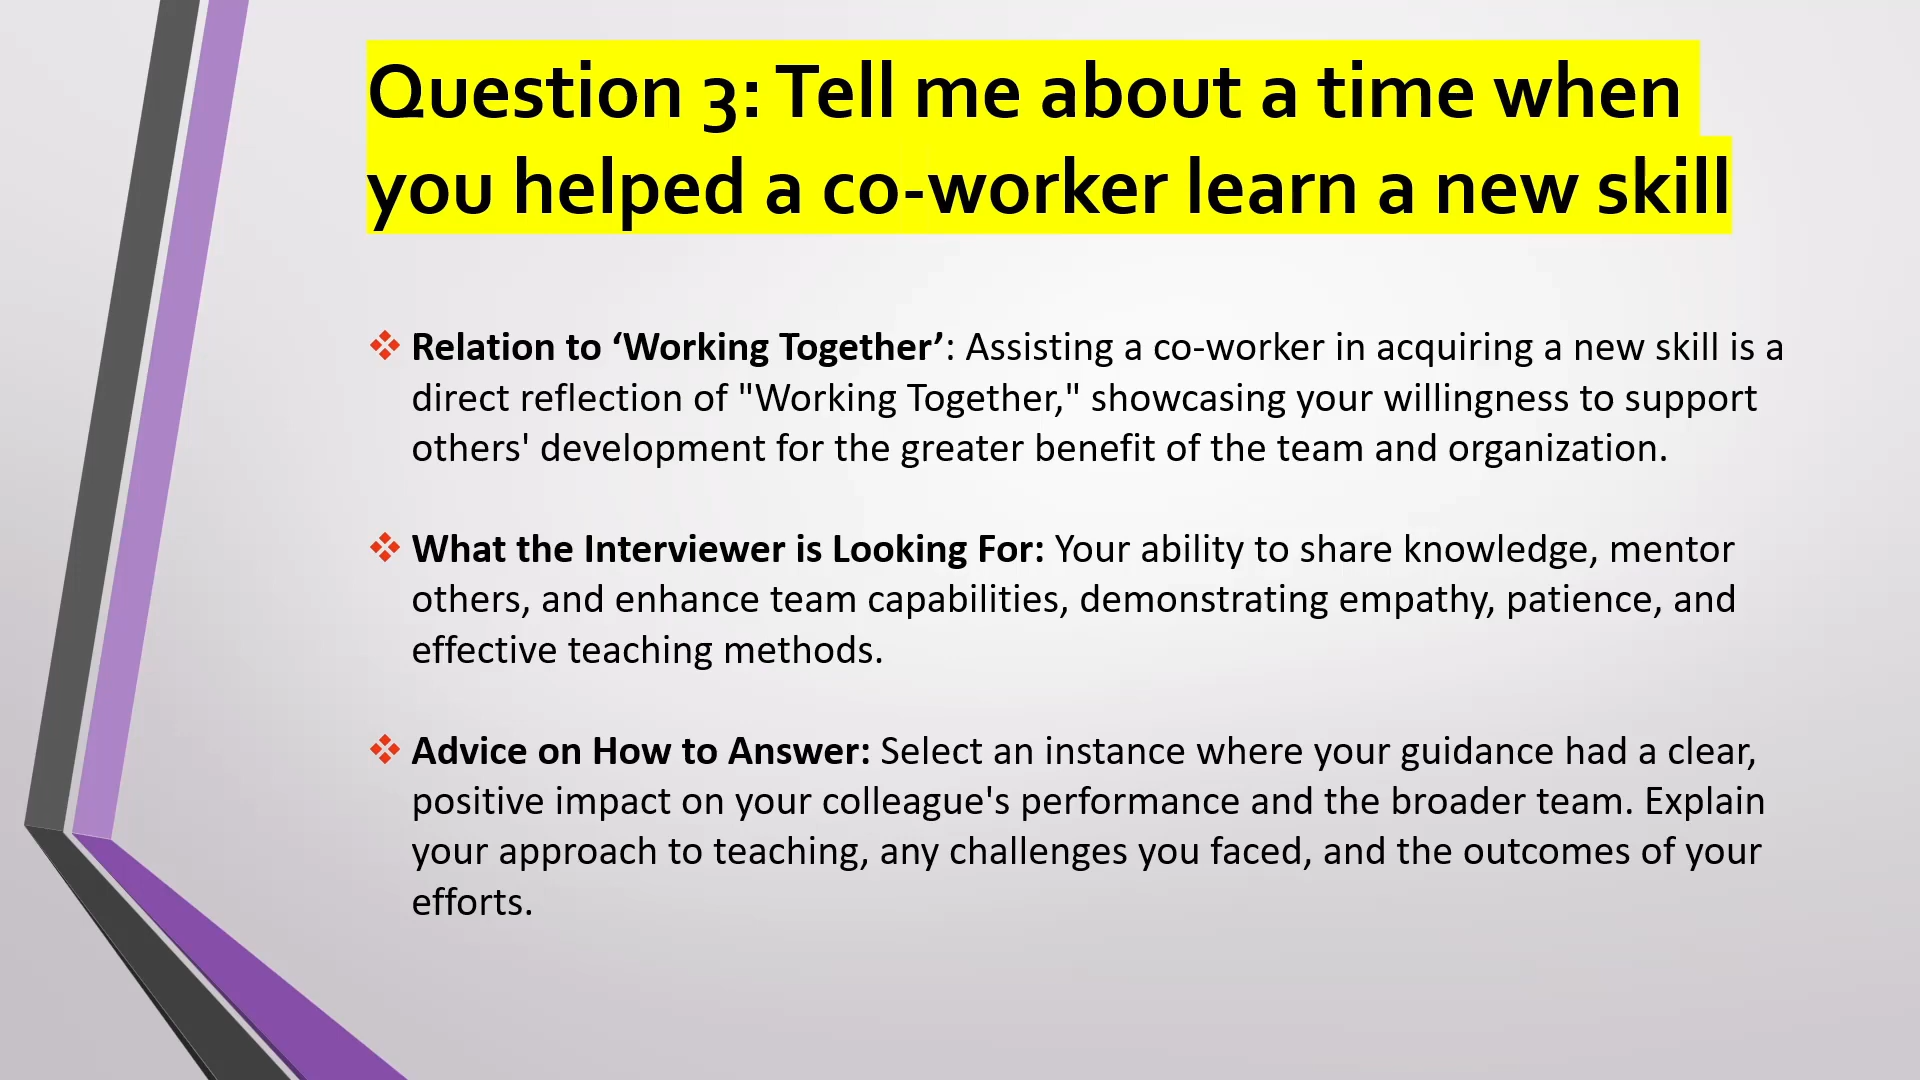 Question 3: Tell me about a time when
you helped a co-worker learn a new skill
Relation to ‘Working Together’: Assisting a co-worker in acquiring a new skill is a
direct reflection of "Working Together," showcasing your willingness to support
others' development for the greater benefit of the team and organization.
What the Interviewer is Looking For: Your ability to share knowledge, mentor
others, and enhance team capabilities, demonstrating empathy, patience, and
effective teaching methods.
Advice on How to Answer: Select an instance where your guidance had a clear,
positive impact on your colleague's performance and the broader team. Explain
your approach to teaching, any challenges you faced, and the outcomes of your
efforts.